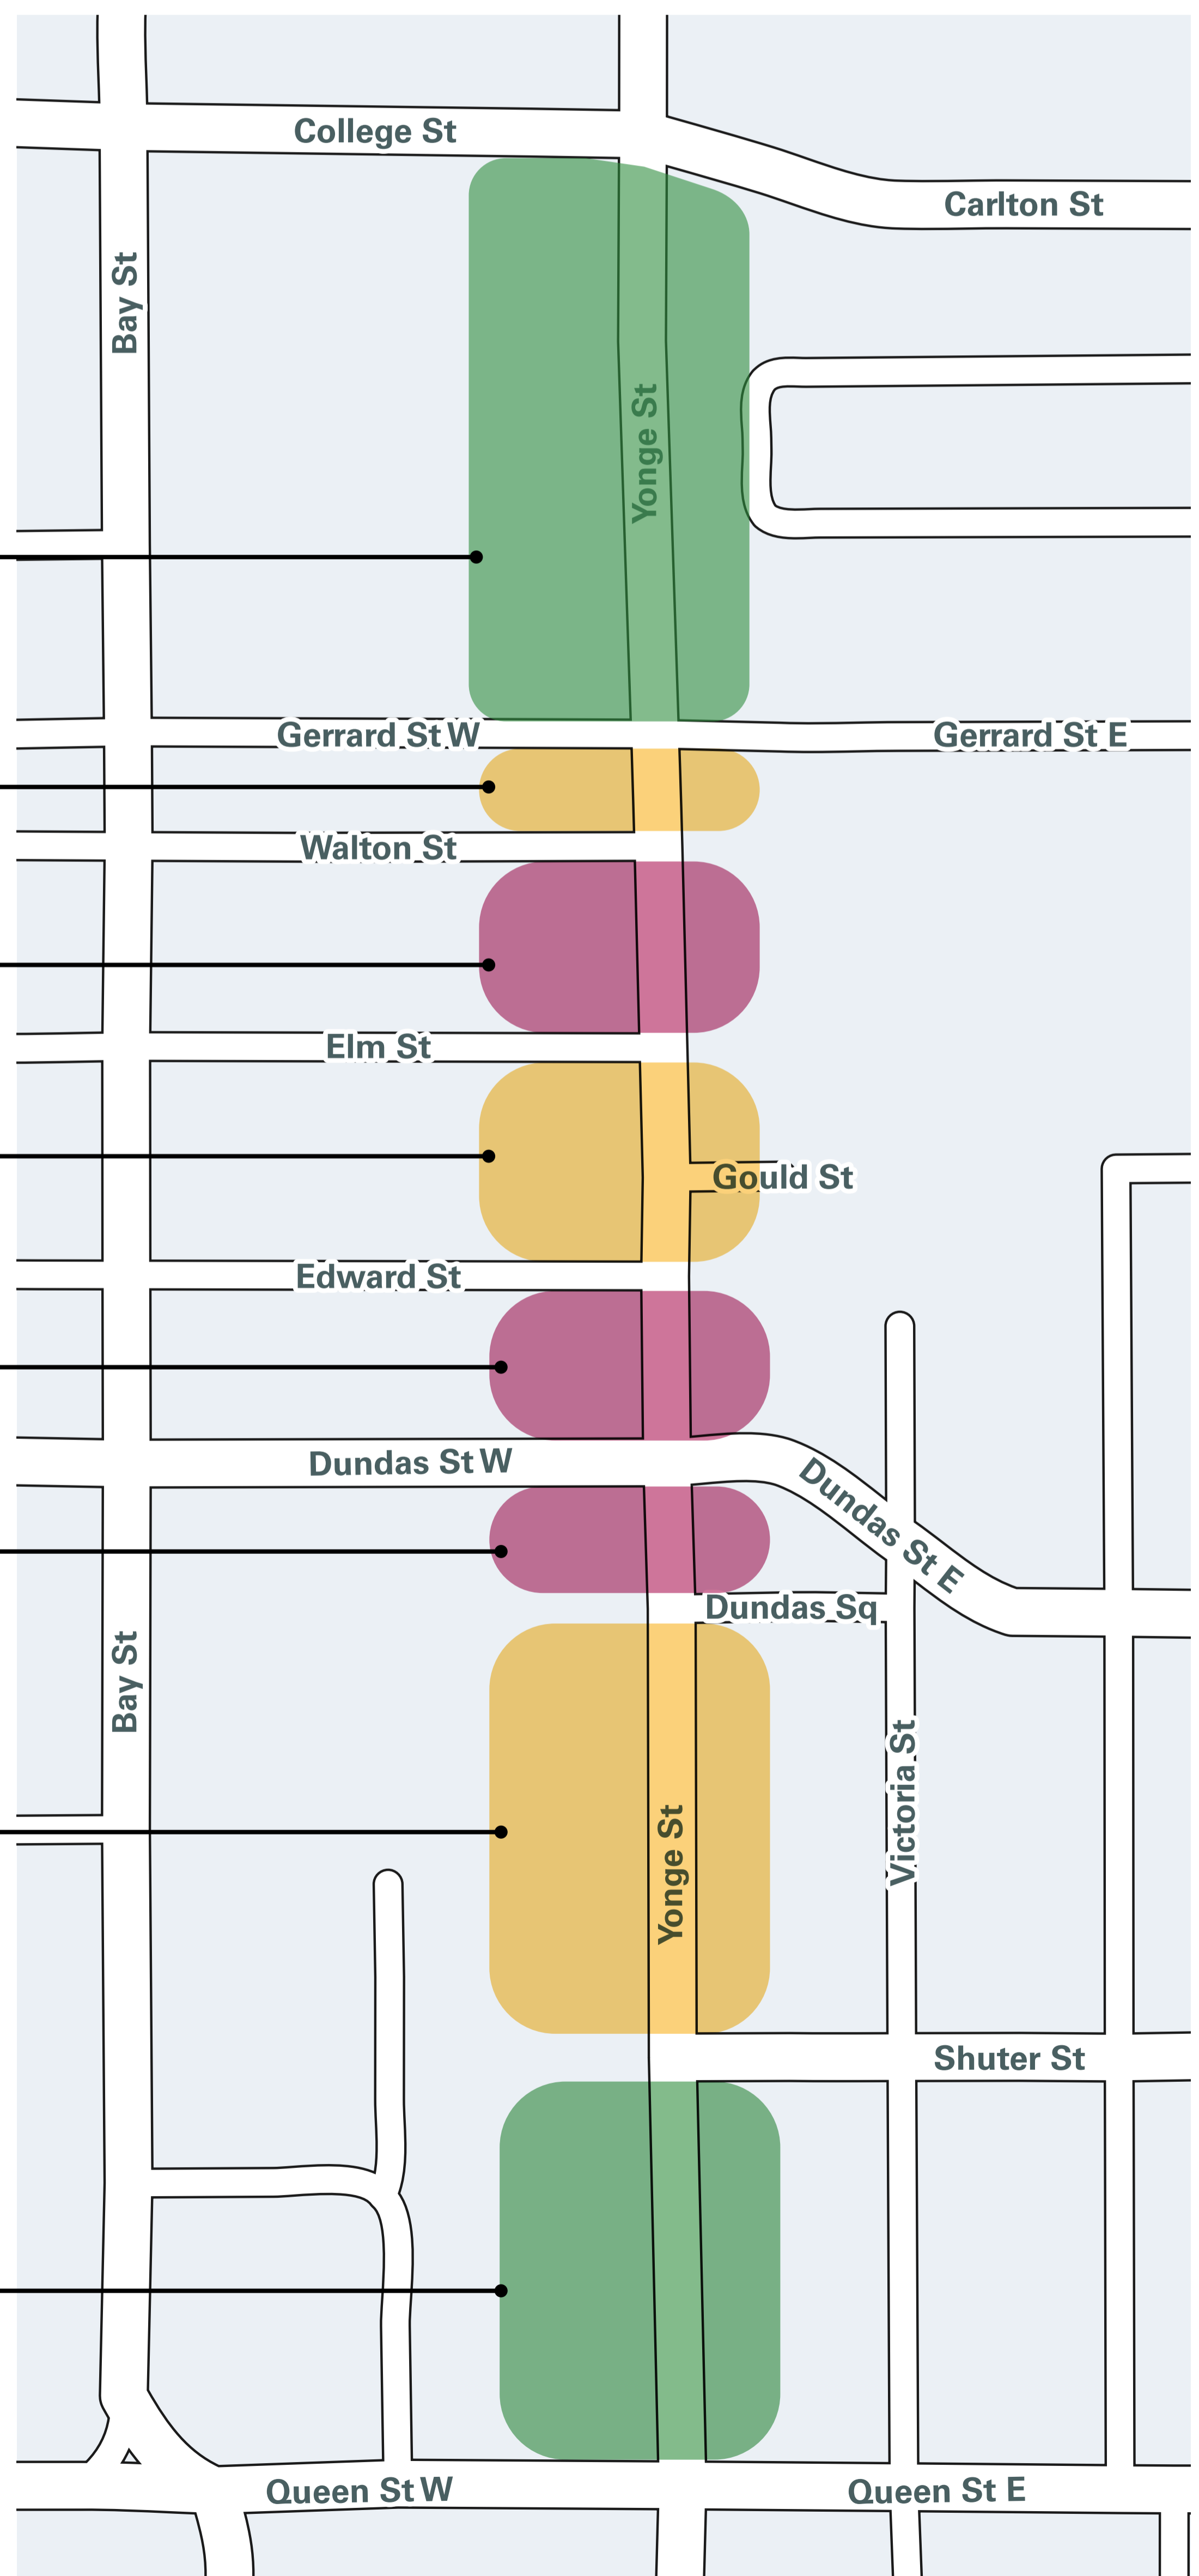 College St
Carlton St
Bay St
Yonge St
Gerrard St W
Gerrard St E
Walton St
Elm St
Gould St
Edward St
Dundas St W
Dundas St E
Dundas Sq
Bay St
Victoria St
Yonge St
Shuter St
Queen St W
Queen St E